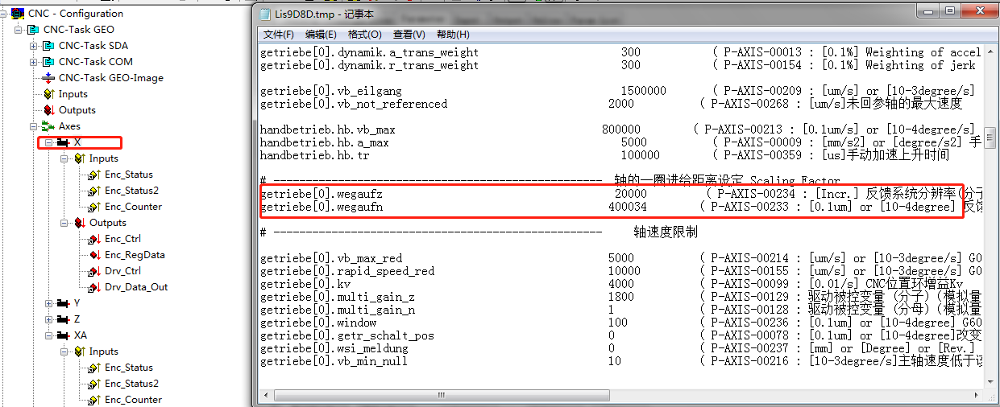 CNC - Configuration
CNC-Task GEO
CNC-Task SDA
CNC-Task COM
CNC-Task GEO-Image
Inputs
Outputs
Axes
X
Inputs
Enc_Status
Enc_Status2
Enc_Counter
Outputs
Enc_Ctrl
Enc_RegData
Drv_Ctrl
Drv_Data_Out
Y
Z
XA
Inputs
Enc_Status
Enc_Status2
Enc_Counter
Lis9D8D.tmp - 记事本
文件(F) 编辑(E) 格式(O) 查看(V) 帮助(H)
getriebe[0].dynamik.a_trans_weight 300 ( P-AXIS-00013 : [0.1%] Weighting of accel
getriebe[0].dynamik.r_trans_weight 300 ( P-AXIS-00154 : [0.1%] Weighting of jerk
getriebe[0].vb_eilgang 1500000 ( P-AXIS-00209 : [um/s] or [10-3degree/s]
getriebe[0].vb_not_referenced 2000 ( P-AXIS-00268 : [um/s]未回参轴的最大速度
handbetrieb.hb.vb_max 800000 ( P-AXIS-00213 : [0.1um/s] or [10-4degree/s]
handbetrieb.hb.a_max 5000 ( P-AXIS-00009 : [mm/s2] or [degree/s2] 手
handbetrieb.hb.tr 100000 ( P-AXIS-00359 : [us]手动加速上升时间
# ------------------------------------------------- 轴的一圈进给距离设定 Scaling Factor
getriebe[0].wegaufz 20000 ( P-AXIS-00234 : [Incr.] 反馈系统分辨率(分子
getriebe[0].wegaufn 400034 ( P-AXIS-00233 : [0.1um] or [10-4degree] 反馈
# ------------------------------------------------- 轴速度限制
getriebe[0].vb_max_red 5000 ( P-AXIS-00214 : [um/s] or [10-3degree/s] G0
getriebe[0].rapid_speed_red 10000 ( P-AXIS-00155 : [um/s] or [10-3degree/s] G0
getriebe[0].kv 4000 ( P-AXIS-00099 : [0.01/s] CNC位置环增益Kv
getriebe[0].multi_gain_z 1800 ( P-AXIS-00129 : 驱动被控变量 (分子) (模拟量
getriebe[0].multi_gain_n 1 ( P-AXIS-00128 : 驱动被控变量 (分母) (模拟量
getriebe[0].window 100 ( P-AXIS-00236 : [0.1um] or [10-4degree] G60
getriebe[0].getr_schalt_pos 0 ( P-AXIS-00078 : [0.1um] or [10-4degree]改变
getriebe[0].wsi_meldung 0 ( P-AXIS-00237 : [mm] or [Degree] or [Rev.]
getriebe[0].vb_min_null 10 ( P-AXIS-00216 : [10-3degree/s]主轴速度低于该